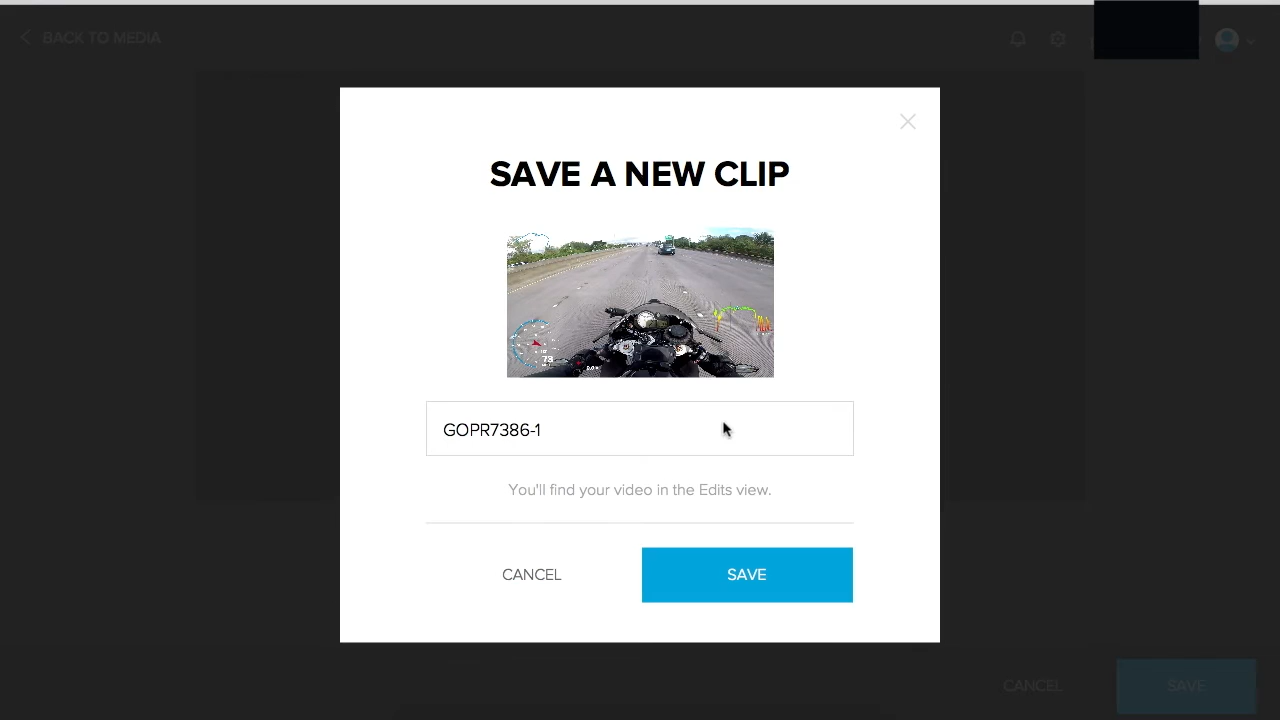 BACK TO MEDIA
SAVE A NEW CLIP
73
GOPR7386-1
You'll find your video in the Edits view.
CANCEL
SAVE
CANCEL
SAVE